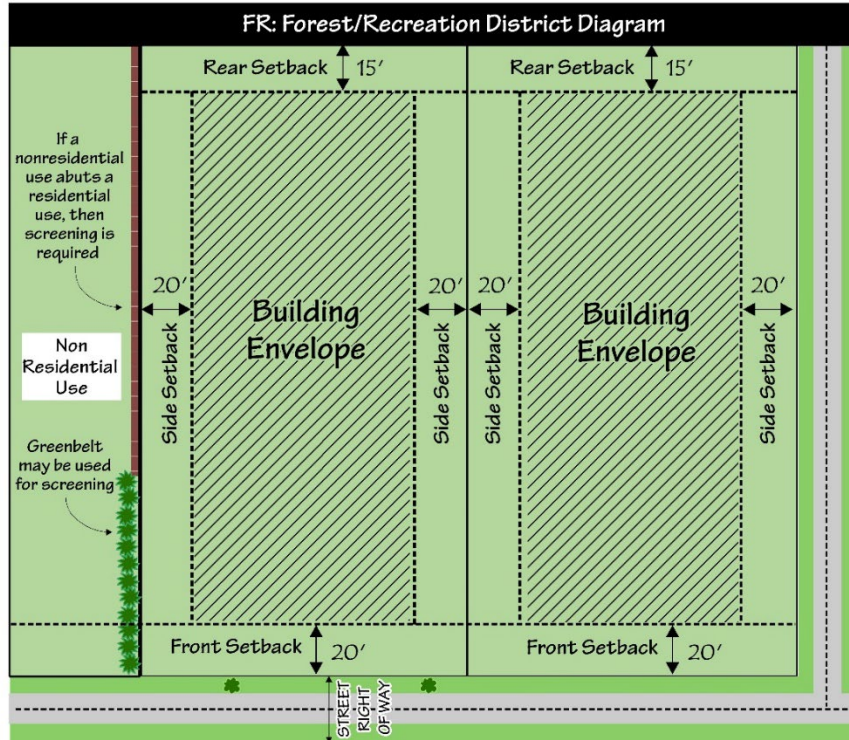 FR: Forest/Recreation District Diagram
Rear Setback 15'
Rear Setback 15'
If a
nonresidential
use abuts a
residential
use, then
screening is
required
20'
20'
20'
20'
Side Setback
Building
Envelope
Side Setback
Side Setback
Building
Envelope
Side Setback
Non
Residential
Use
Greenbelt
may be used
for screening
Front Setback 20'
Front Setback 20'
STREET
RIGHT
OF WAY